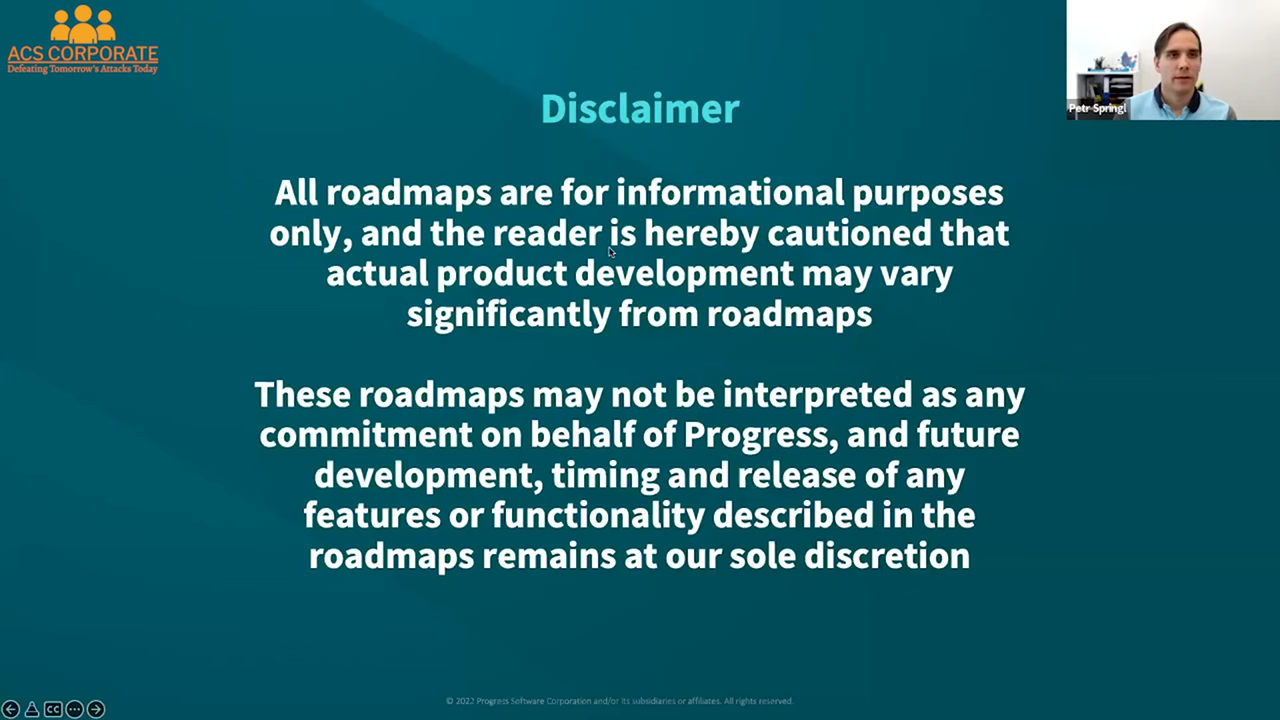 ACS CORPORATE
Defeating Tomorrow's Attacks Today
Petr Springl
Disclaimer
All roadmaps are for informational purposes
only, and the reader is hereby cautioned that
actual product development may vary
significantly from roadmaps
These roadmaps may not be interpreted as any
commitment on behalf of Progress, and future
development, timing and release of any
features or functionality described in the
roadmaps remains at our sole discretion
© 2022 Progress Software Corporation and/or its subsidiaries or affiliates. All rights reserved.
CC